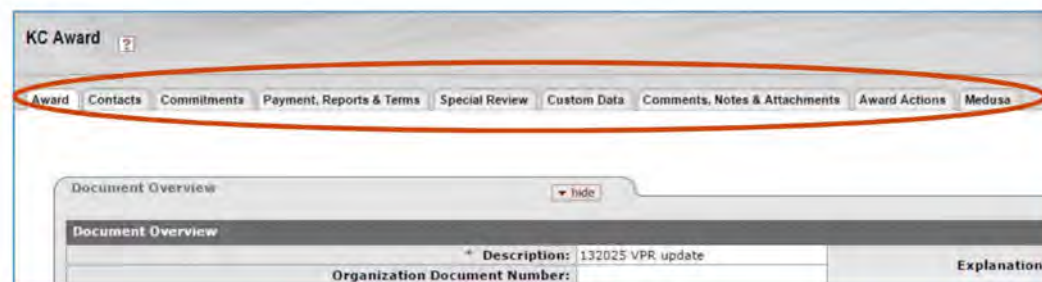 KC Award ?
Award Contacts Commitments Payment, Reports & Terms Special Review Custom Data Comments, Notes & Attachments Award Actions Medusa
Document Overview ▼ hide
Document Overview
* Description: 132025 VPR update Explanation
Organization Document Number: